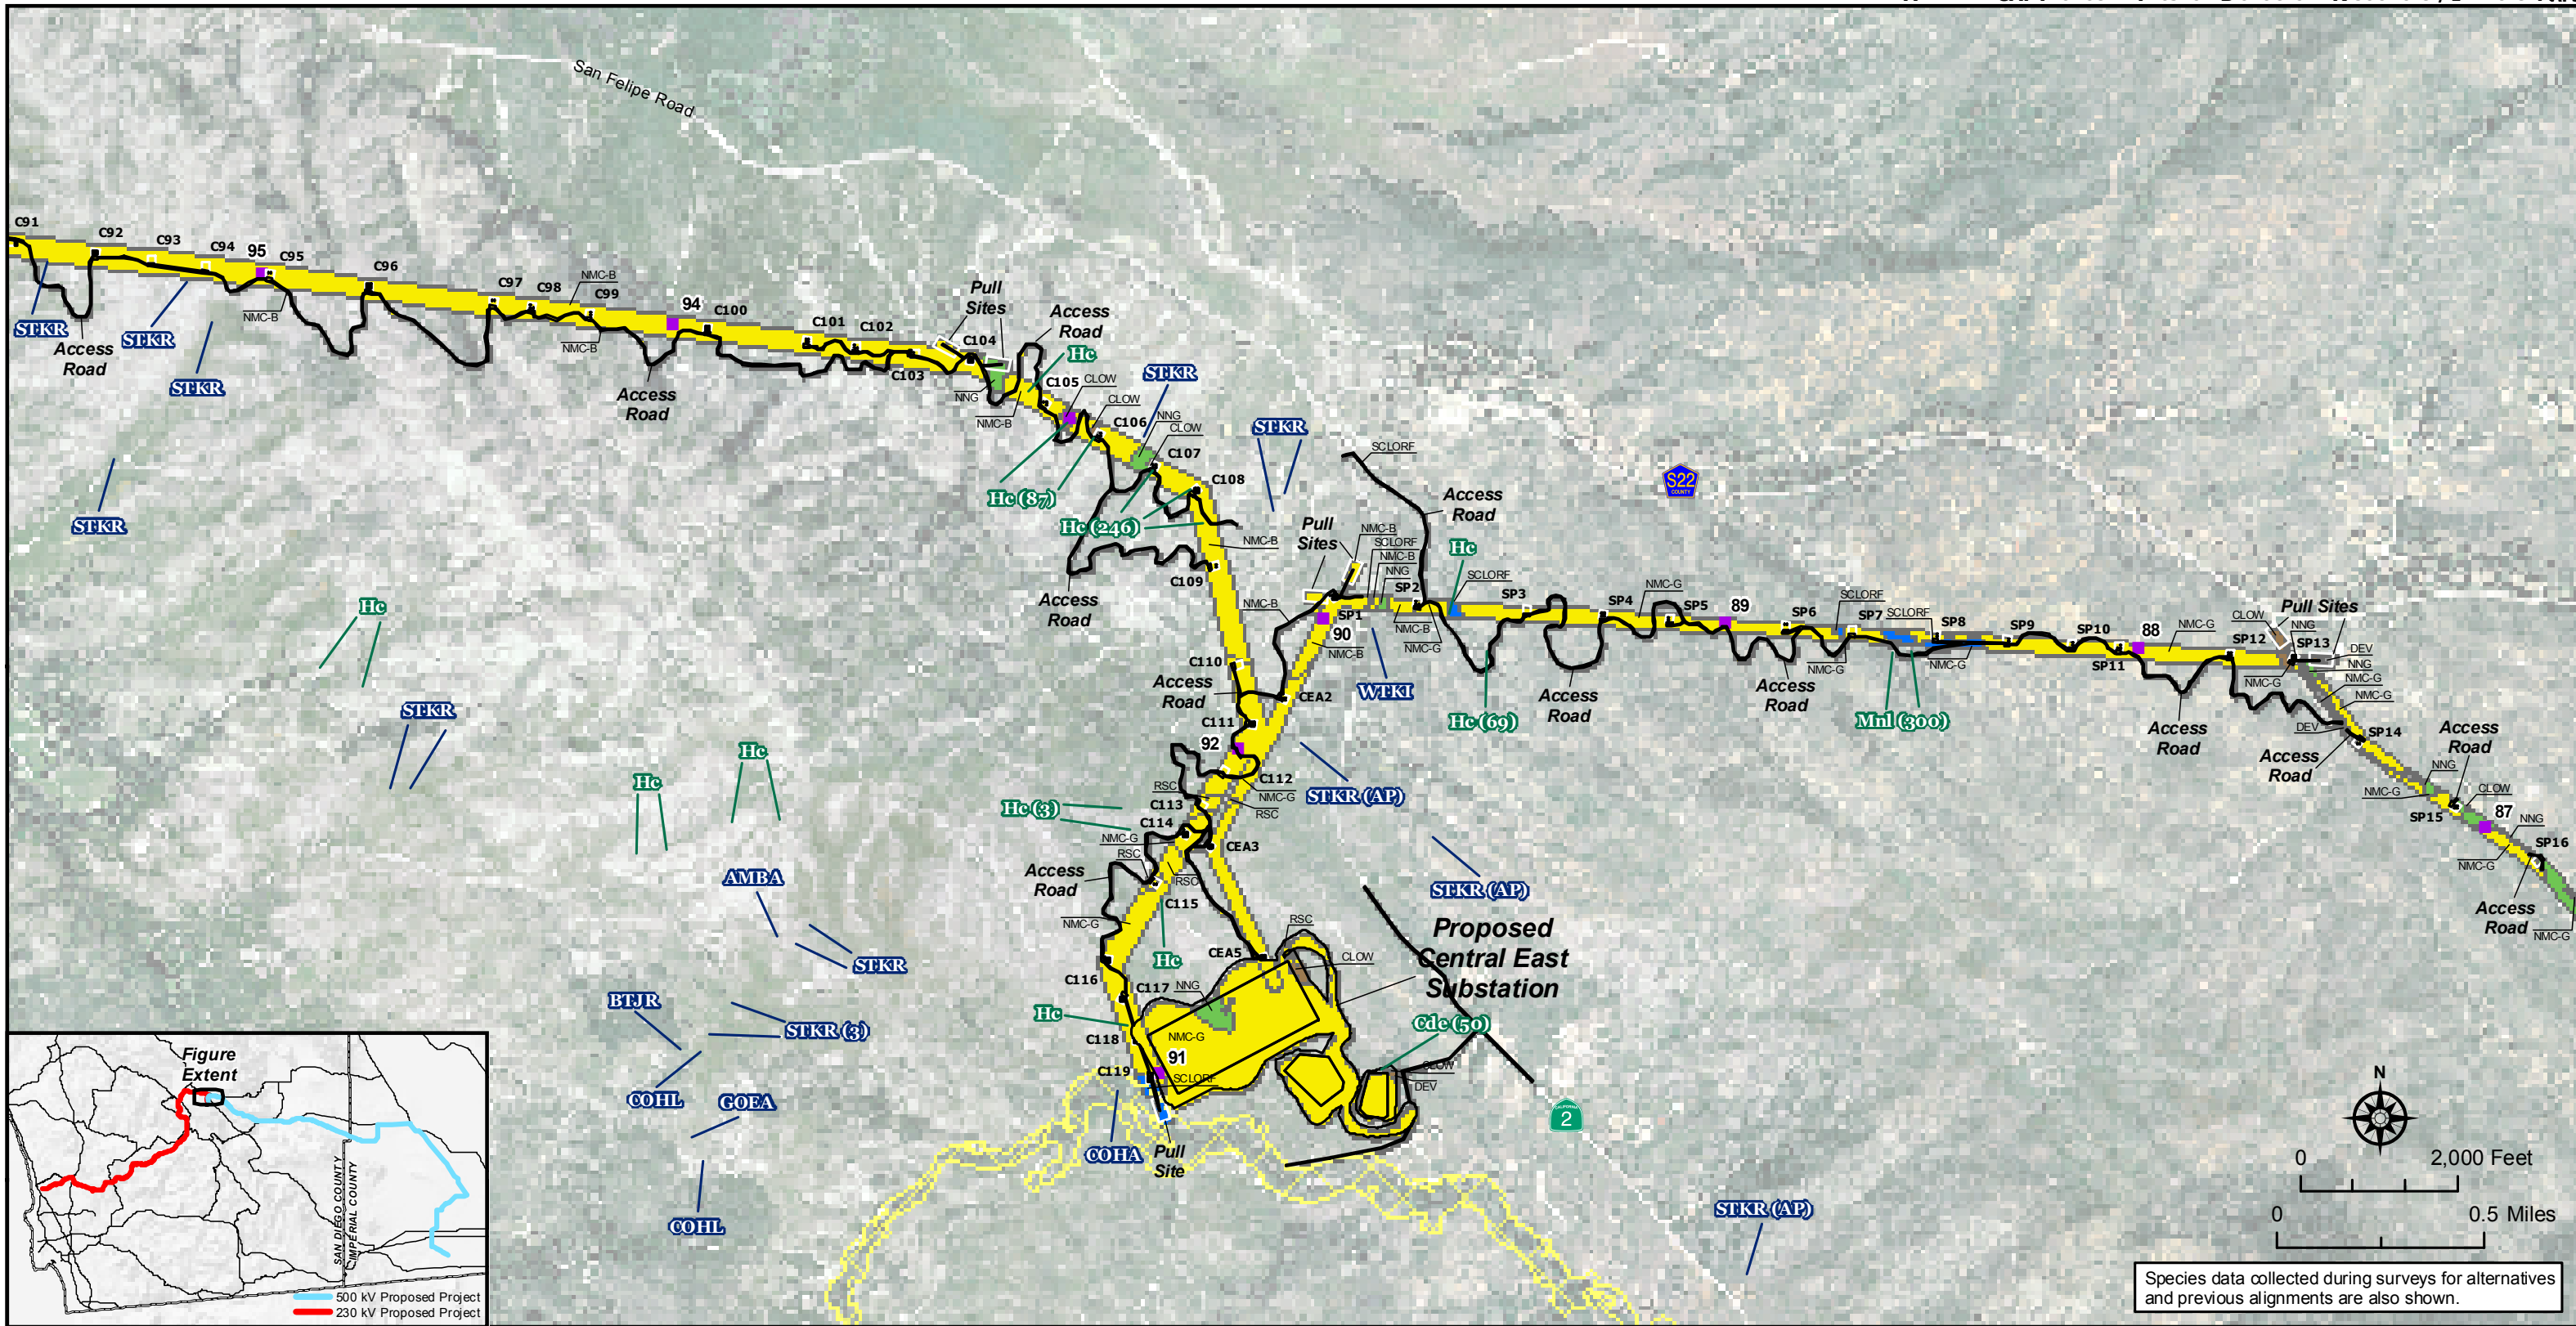 San Felipe Road
C91
C92
C93
C94
95
C95
C96
C97
C98
NMC-B
C99
94
C100
C101
C102
Pull
Sites
C104
Access
Road
Hc
STKR
STKR
STKR
Access
Road
NMC-B
NMC-B
Access
Road
C103
NNG
NMC-B
C105
CLOW
CLOW
C106
NNG
CLOW
C107
STKR
STKR
C108
Hc (87)
Hc (246)
NMC-B
C109
Access
Road
STKR
SCLORF
Access
Road
S22
COUNTY
Pull
Sites
NMC-B
SCLORF
NMC-B
NNG
SP2
Hc
SCLORF
SP3
NMC-G
SP4
SP5
89
SP6
SCLORF
SP7
SCLORF
SP8
SP9
SP10
88
NMC-G
CLOW
Pull Sites
NNG
SP12
SP13
DEV
NNG
NMC-G
NMC-G
NMC-B
SP1
90
NMC-B
NMC-B
NMC-G
NMC-G
NMC-G
SP11
NMC-G
Hc
STKR
C110
Access
Road
C111
CEA2
WTKI
Hc (69)
Access
Road
Access
Road
Mnl (300)
Access
Road
DEV
SP14
Access
Road
Access
Road
NNG
NMC-G
CLOW
SP15
87
NNG
SP16
NMC-G
Access
Road
NMC-G
92
C112
NMC-G
RSC
RSC
C113
STKR (AP)
Hc
Hc
Hc (3)
C114
NMC-G
RSC
CEA3
RSC
Access
Road
C115
NMC-G
AMBA
STKR (AP)
STKR
Hc
RSC
CEA5
CLOW
Proposed
Central East
Substation
C116
C117
NNG
BTJR
STKR (3)
Hc
C118
NMC-G
91
Cdc (50)
C119
SCLORF
CLOW
DEV
COHL
GOEA
COHA
Pull
Site
CALIFORNIA
2
COHL
STKR (AP)
N
0
2,000 Feet
0
0.5 Miles
Species data collected during surveys for alternatives
and previous alignments are also shown.
Figure
Extent
SAN DIEGO COUNTY
IMPERIAL COUNTY
500 kV Proposed Project
230 kV Proposed Project